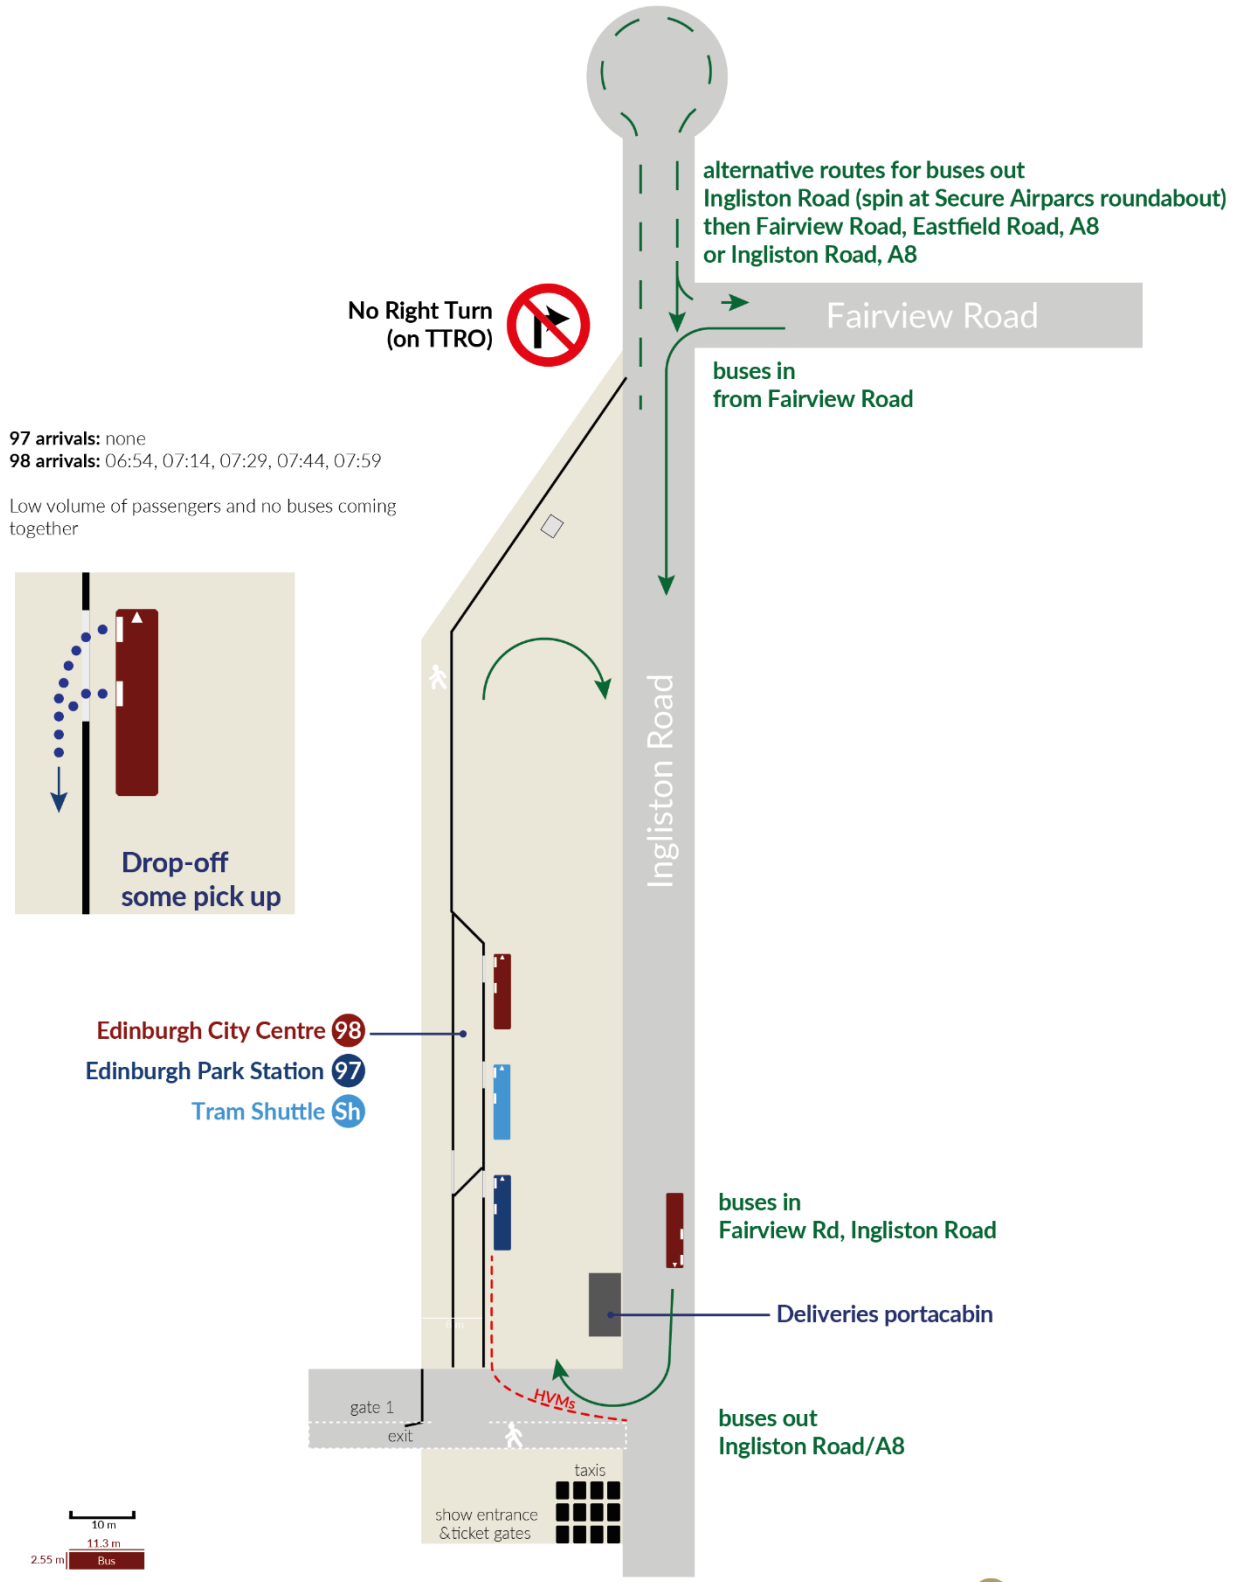 alternative routes for buses out
Ingliston Road (spin at Secure Airparcs roundabout)
then Fairview Road, Eastfield Road, A8
or Ingliston Road, A8
No Right Turn
(on TTRO)
Fairview Road
buses in
from Fairview Road
97 arrivals: none
98 arrivals: 06:54, 07:14, 07:29, 07:44, 07:59
Low volume of passengers and no buses coming
together
Ingliston Road
Drop-off
some pick up
Edinburgh City Centre 98
Edinburgh Park Station 97
Tram Shuttle Sh
buses in
Fairview Rd, Ingliston Road
Deliveries portacabin
HVMs
gate 1
exit
buses out
Ingliston Road/A8
taxis
show entrance
&ticket gates
10 m
11.3 m
2.55 m
Bus